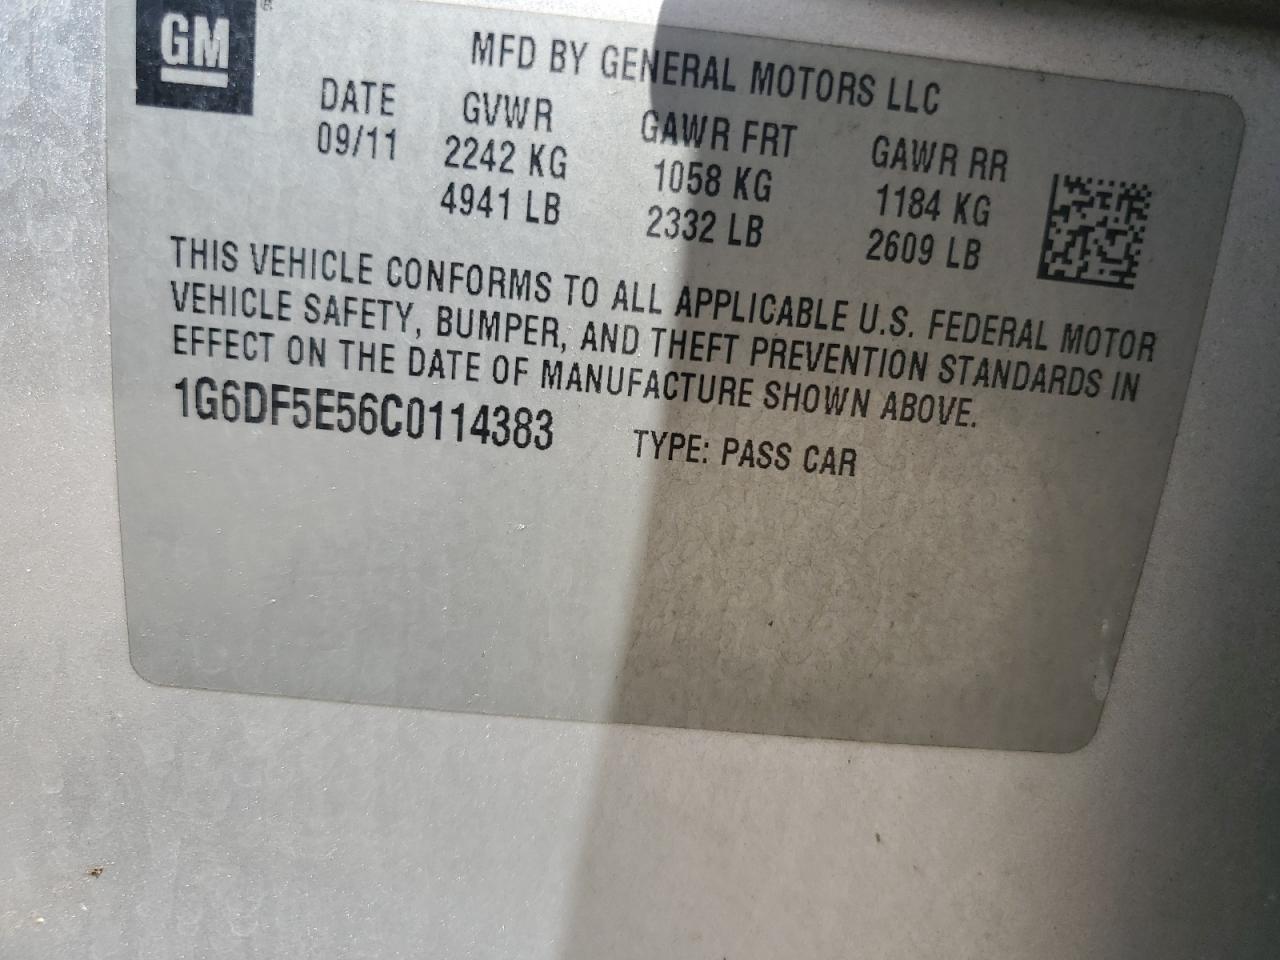 GM
MFD BY GENERAL MOTORS LLC
DATE GVWR GAWR FRT GAWR RR
09/11 2242 KG 1058 KG 1184 KG
4941 LB 2332 LB 2609 LB
THIS VEHICLE CONFORMS TO ALL APPLICABLE U.S. FEDERAL MOTOR
VEHICLE SAFETY, BUMPER, AND THEFT PREVENTION STANDARDS IN
EFFECT ON THE DATE OF MANUFACTURE SHOWN ABOVE.
1G6DF5E56C0114383 TYPE: PASS CAR